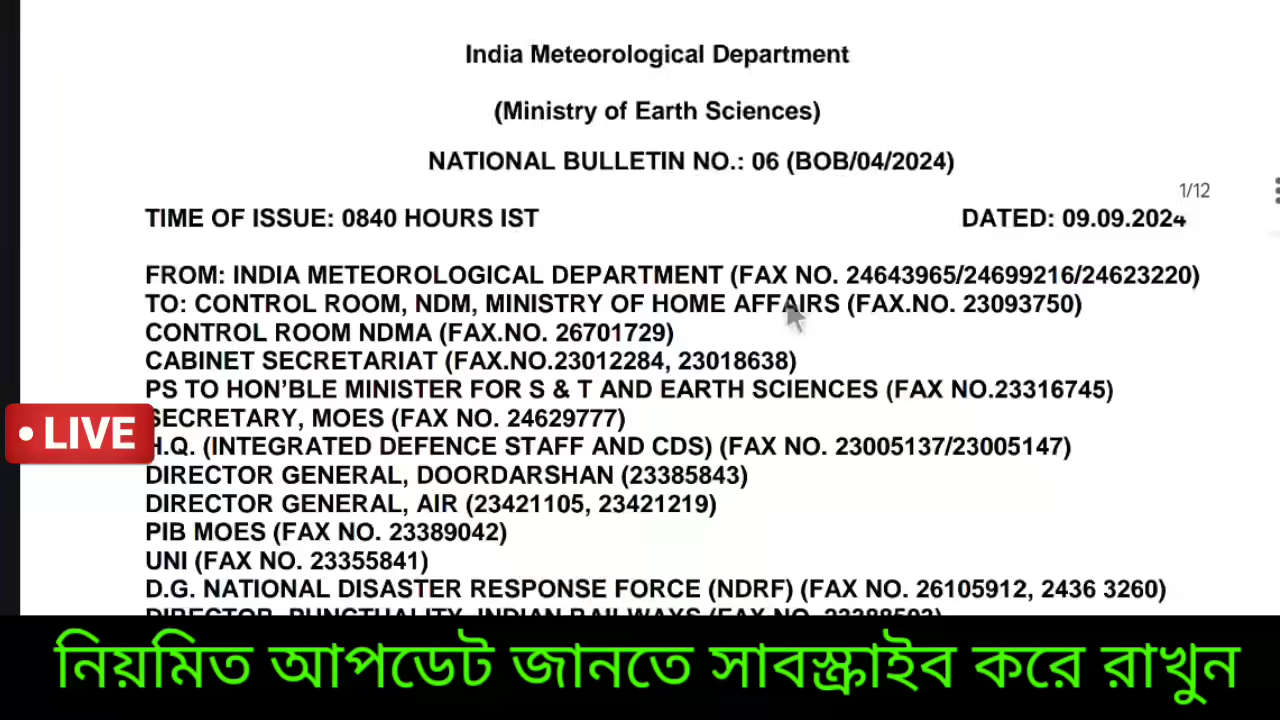 India Meteorological Department
(Ministry of Earth Sciences)
NATIONAL BULLETIN NO.: 06 (BOB/04/2024)
1/12
TIME OF ISSUE: 0840 HOURS IST DATED: 09.09.2024
FROM: INDIA METEOROLOGICAL DEPARTMENT (FAX NO. 24643965/24699216/24623220)
TO: CONTROL ROOM, NDM, MINISTRY OF HOME AFFAIRS (FAX.NO. 23093750)
CONTROL ROOM NDMA (FAX.NO. 26701729)
CABINET SECRETARIAT (FAX.NO.23012284, 23018638)
PS TO HON’BLE MINISTER FOR S & T AND EARTH SCIENCES (FAX NO.23316745)
SECRETARY, MOES (FAX NO. 24629777)
• LIVE
H.Q. (INTEGRATED DEFENCE STAFF AND CDS) (FAX NO. 23005137/23005147)
DIRECTOR GENERAL, DOORDARSHAN (23385843)
DIRECTOR GENERAL, AIR (23421105, 23421219)
PIB MOES (FAX NO. 23389042)
UNI (FAX NO. 23355841)
D.G. NATIONAL DISASTER RESPONSE FORCE (NDRF) (FAX NO. 26105912, 2436 3260)
DIRECTOR, PUNCTUALITY, INDIAN RAILWAYS (FAX NO.
নিয়মিত আপডেট জানতে সাবস্ক্রাইব করে রাখুন